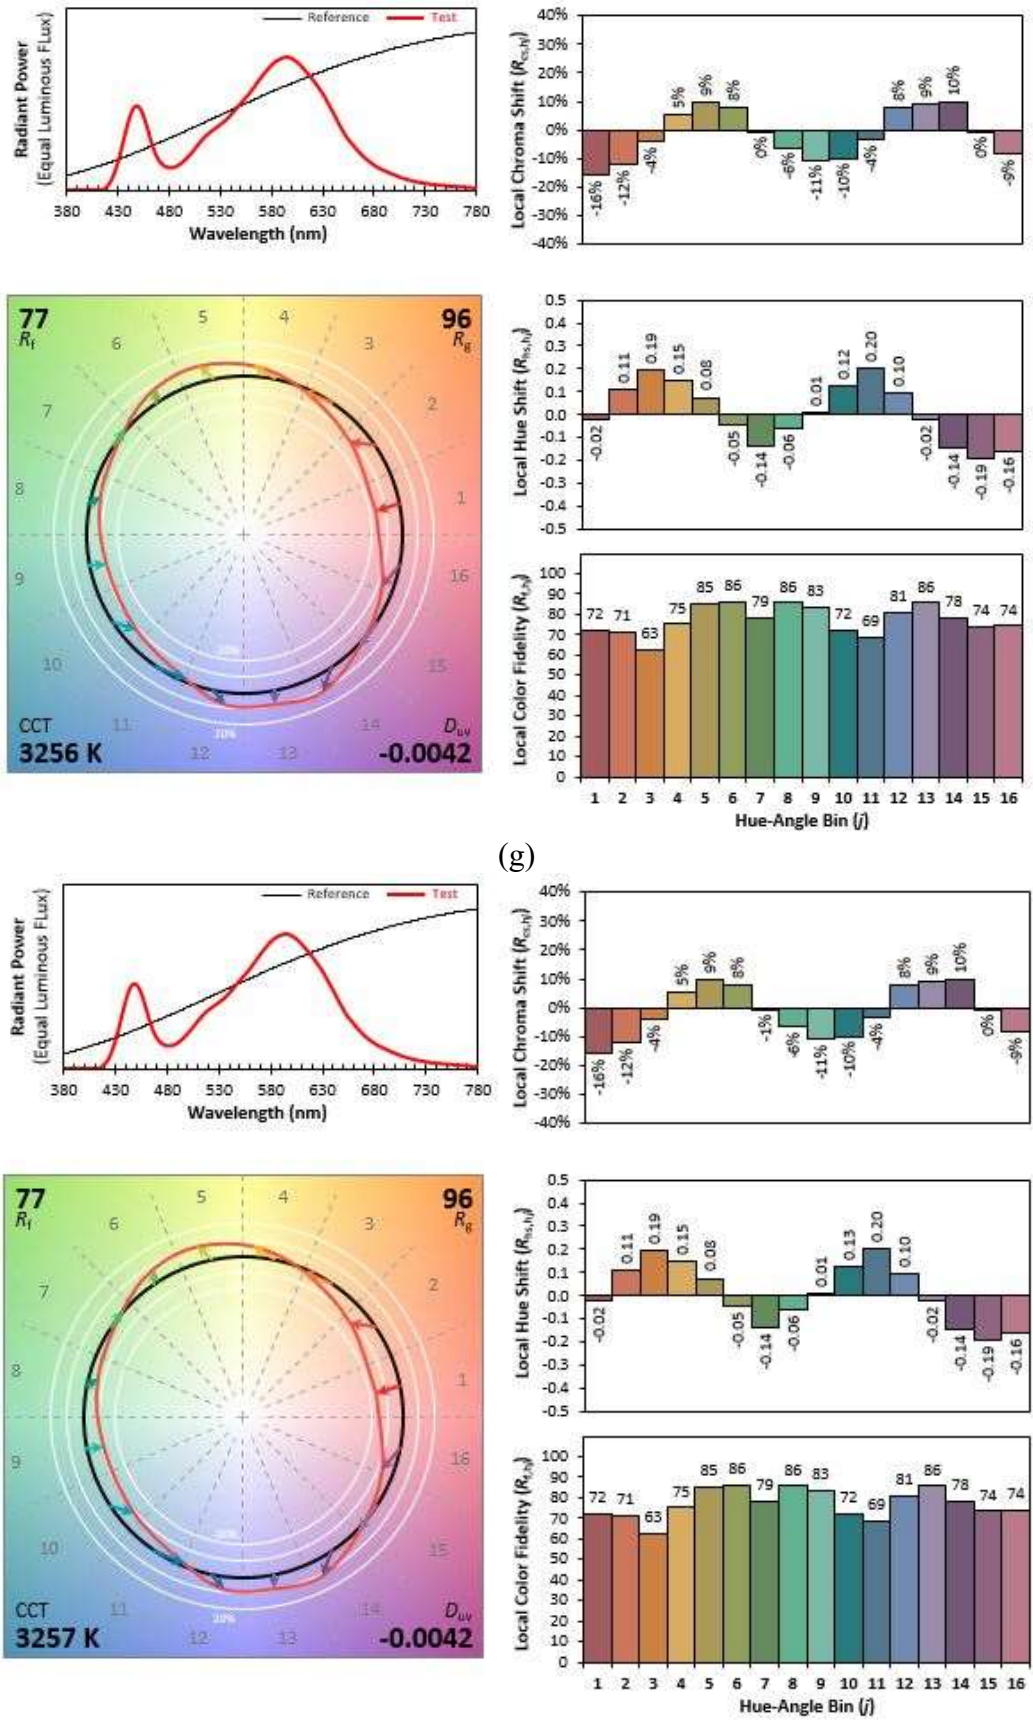 Reference Test
Radiant Power
(Equal Luminous FLux)
380 430 480 530 580 630 680 730 780
Wavelength (nm)
Local Chroma Shift (Rcs,hj)
40%
30%
20%
10%
0%
-10%
-20%
-30%
-40%
-16% -12% -4% 5% 9% 8% 0% -6% -11% -10% -4% 8% 9% 10% 0% -9%
77
Rf
96
Rg
1 2 3 4 5 6 7 8 9 10 11 12 13 14 15 16
20%
CCT
3256 K
Duv
-0.0042
Local Hue Shift (Rhs,hj)
0.5
0.4
0.3
0.2
0.1
0.0
-0.1
-0.2
-0.3
-0.4
-0.5
-0.02 0.11 0.19 0.15 0.08 -0.05 -0.14 -0.06 0.01 0.12 0.20 0.10 -0.02 -0.14 -0.19 -0.16
Local Color Fidelity (Rf,hj)
100
90
80
70
60
50
40
30
20
10
0
72 71 63 75 85 86 79 86 83 72 69 81 86 78 74 74
1 2 3 4 5 6 7 8 9 10 11 12 13 14 15 16
Hue-Angle Bin (j)
(g)
Reference Test
Radiant Power
(Equal Luminous FLux)
380 430 480 530 580 630 680 730 780
Wavelength (nm)
Local Chroma Shift (Rcs,hj)
40%
30%
20%
10%
0%
-10%
-20%
-30%
-40%
-16% -12% -4% 5% 9% 8% -1% -6% -11% -10% -4% 8% 9% 10% 0% -9%
77
Rf
96
Rg
1 2 3 4 5 6 7 8 9 10 11 12 13 14 15 16
20%
CCT
3257 K
Duv
-0.0042
Local Hue Shift (Rhs,hj)
0.5
0.4
0.3
0.2
0.1
0.0
-0.1
-0.2
-0.3
-0.4
-0.5
-0.02 0.11 0.19 0.15 0.08 -0.05 -0.14 -0.06 0.01 0.13 0.20 0.10 -0.02 -0.14 -0.19 -0.16
Local Color Fidelity (Rf,hj)
100
90
80
70
60
50
40
30
20
10
0
72 71 63 75 85 86 79 86 83 72 69 81 86 78 74 74
1 2 3 4 5 6 7 8 9 10 11 12 13 14 15 16
Hue-Angle Bin (j)